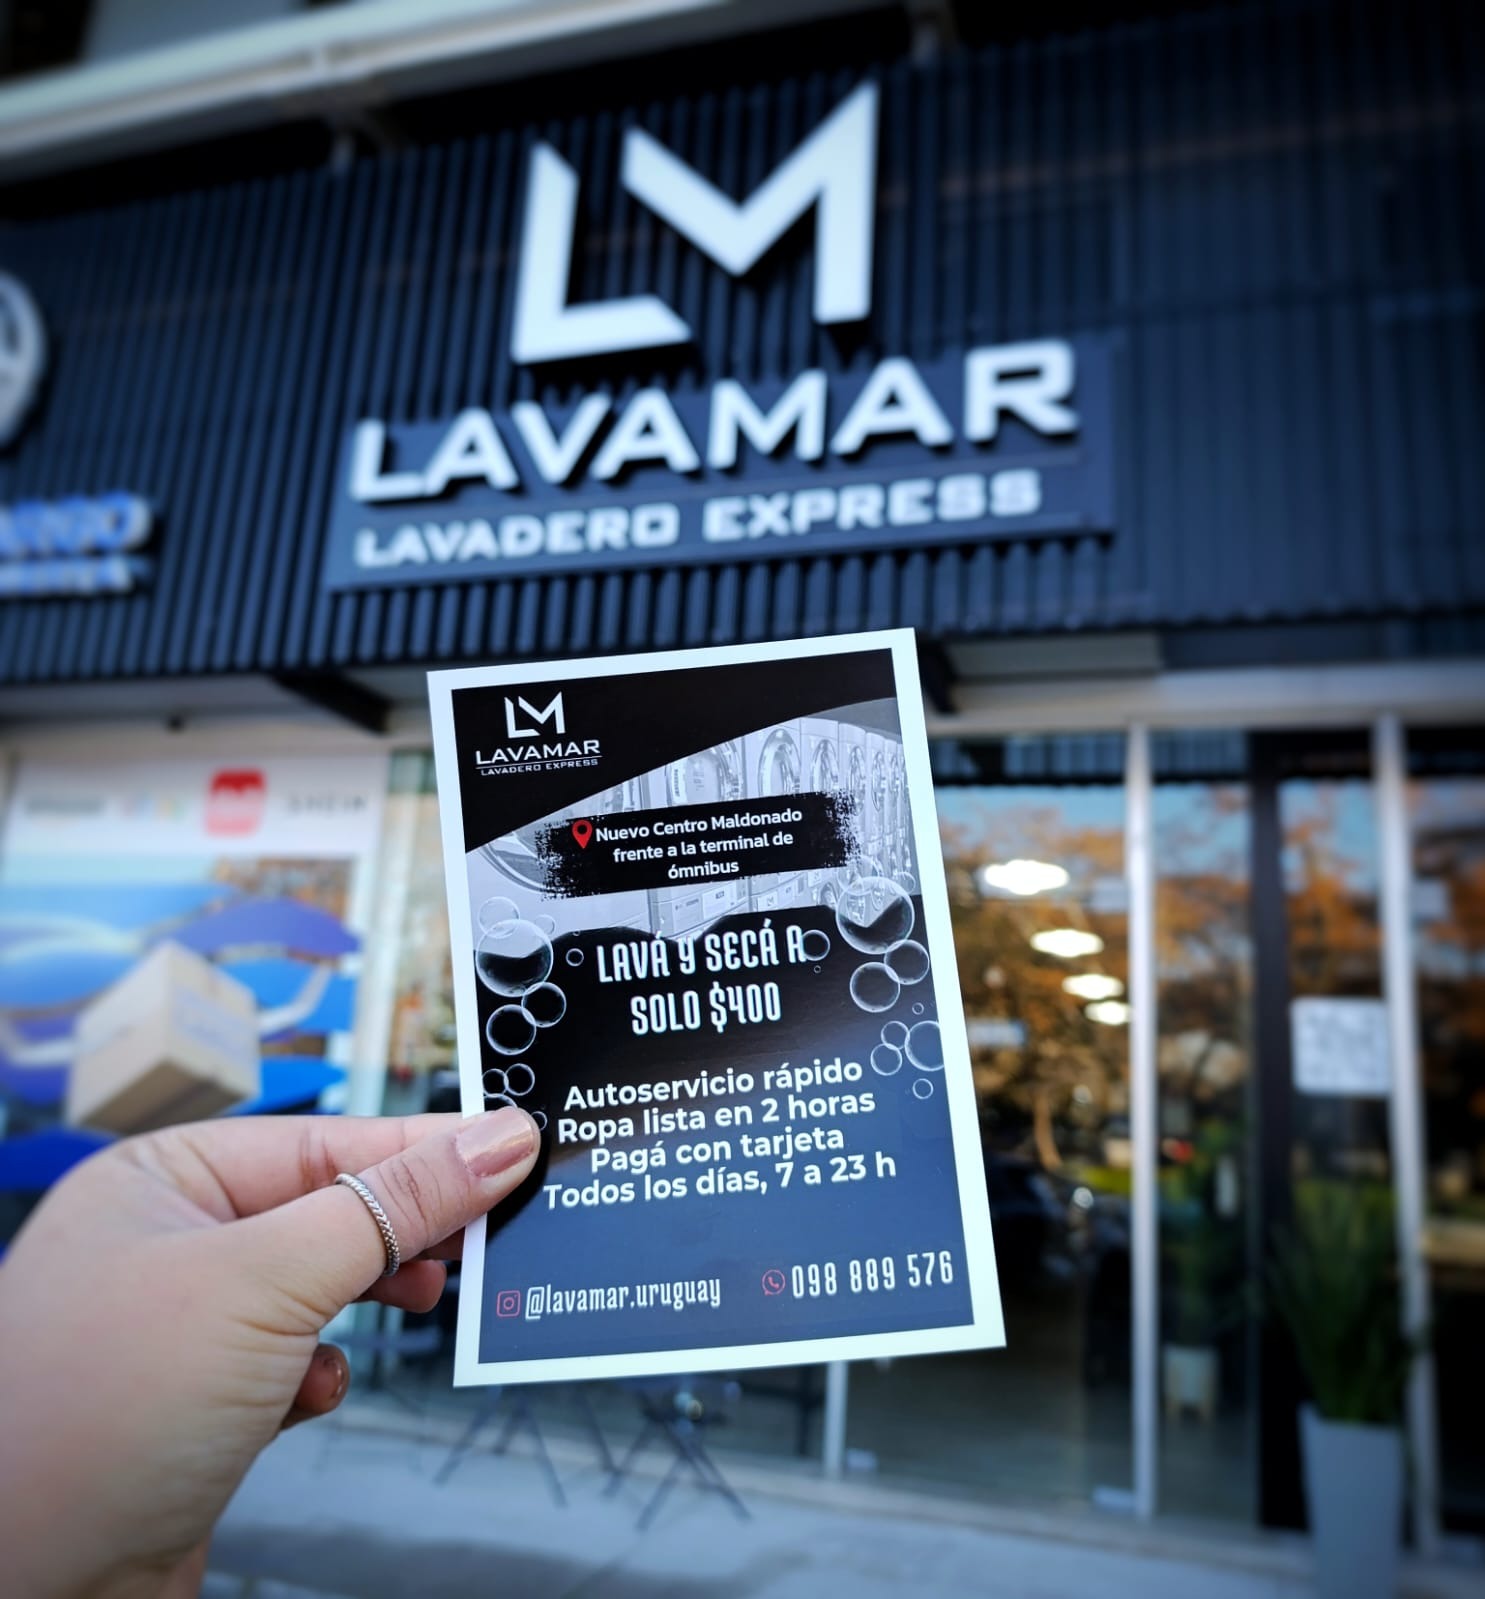 LM
LAVAMAR
LAVADERO EXPRESS
SHEIN
LM
LAVAMAR
LAVADERO EXPRESS
Nuevo Centro Maldonado
frente a la terminal de
ómnibus
LAVÁ Y SECÁ A
SOLO $400
Autoservicio rápido
Ropa lista en 2 horas
Pagá con tarjeta
Todos los días, 7 a 23 h
@lavamar.uruguay
098 889 576